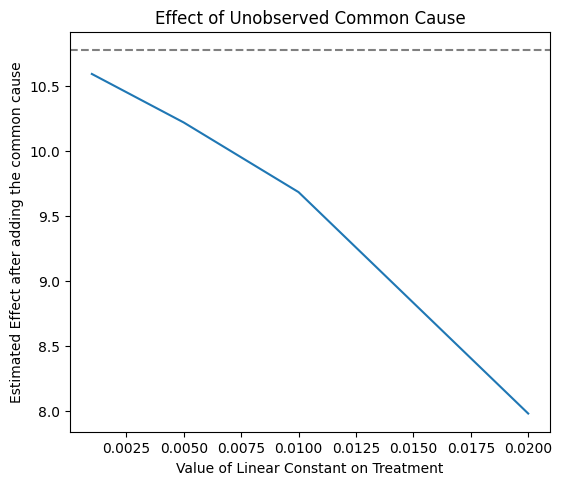 Effect of Unobserved Common Cause
Estimated Effect after adding the common cause
10.5
10.0
9.5
9.0
8.5
8.0
0.0025 0.0050 0.0075 0.0100 0.0125 0.0150 0.0175 0.0200
Value of Linear Constant on Treatment